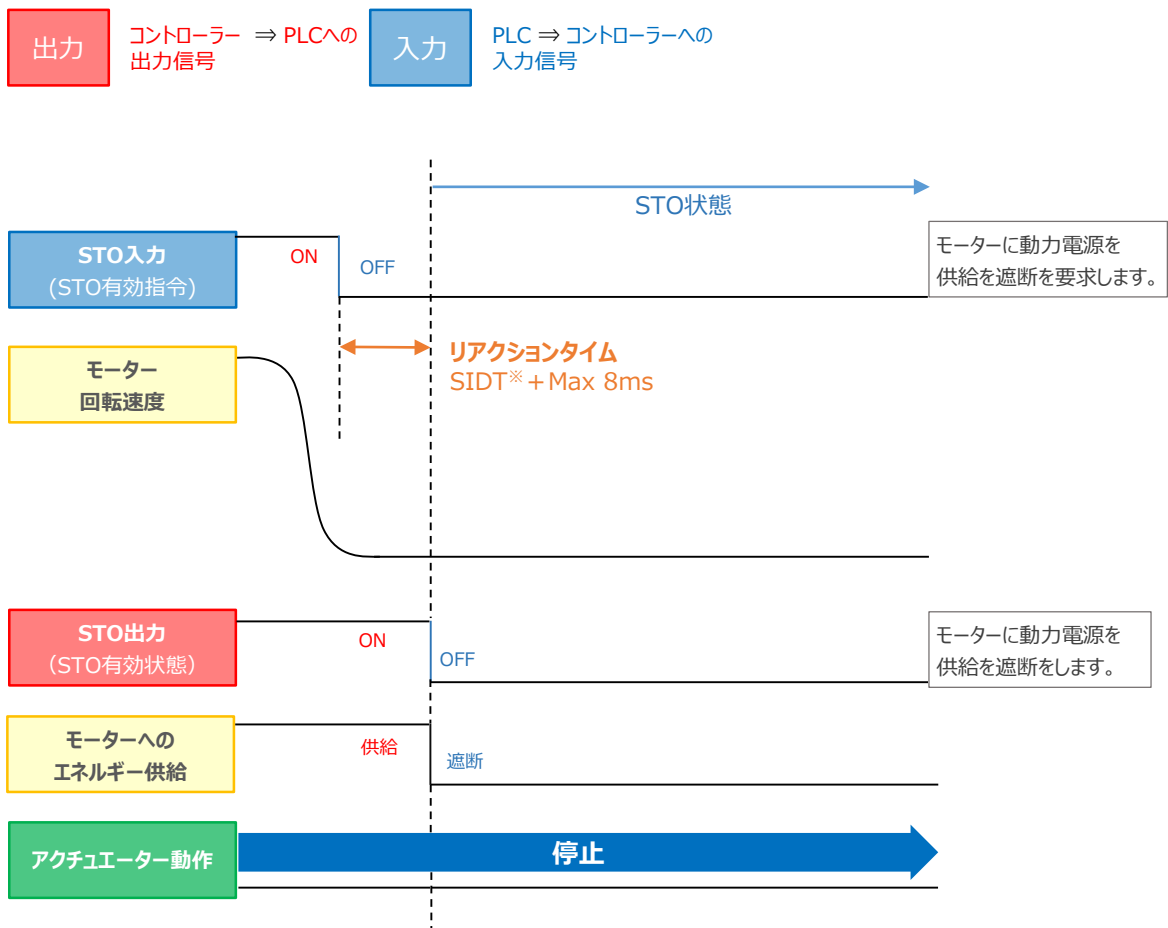 出力
コントローラー ⇒ PLCへの
出力信号
入力
PLC ⇒ コントローラーへの
入力信号
STO状態
STO入力
(STO有効指令)
ON
OFF
モーターに動力電源を
供給を遮断を要求します。
リアクションタイム
SIDT※＋Max 8ms
モーター
回転速度
STO出力
（STO有効状態）
ON
OFF
モーターに動力電源を
供給を遮断をします。
モーターへの
エネルギー供給
供給
遮断
アクチュエーター動作
停止